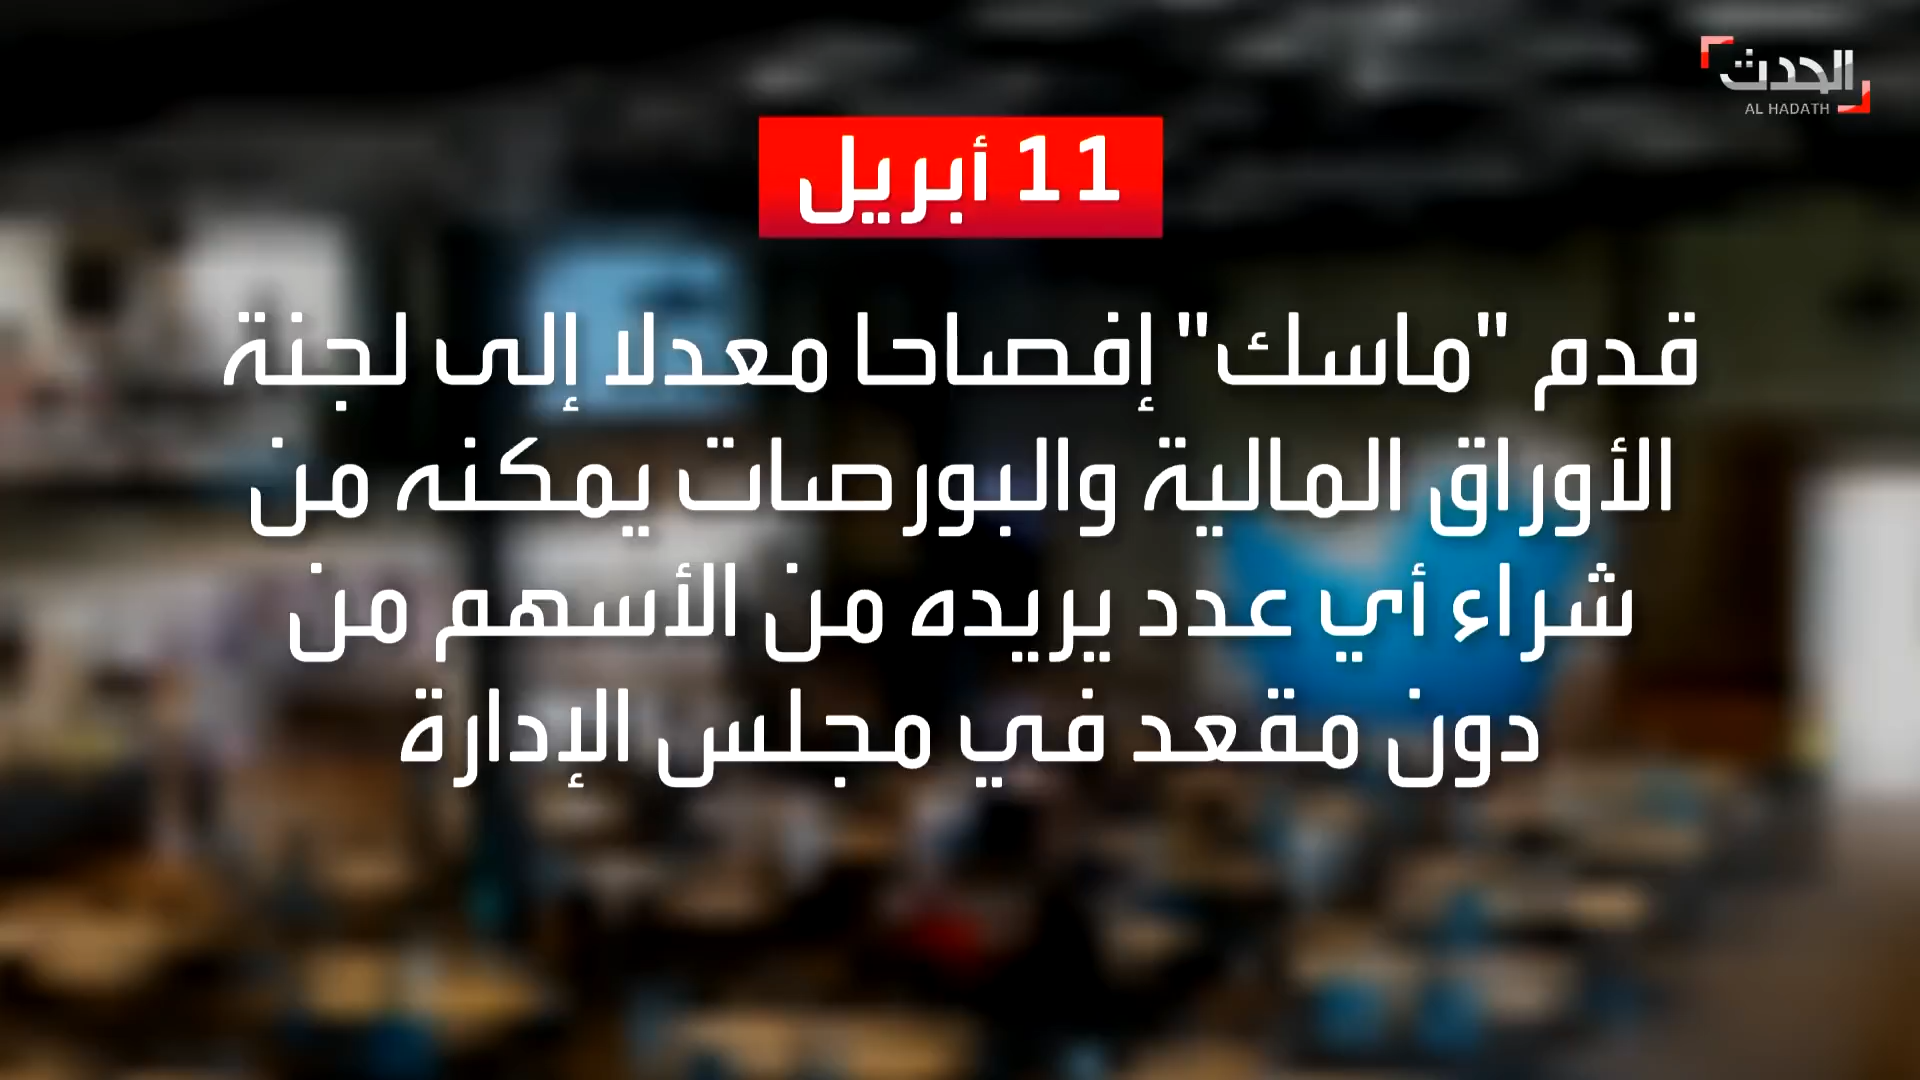 الحدث
AL HADATH
11 أبريل
قدم "ماسك" إفصاحا معدلا إلى لجنة
الأوراق المالية والبورصات يمكنه من
شراء أي عدد يريده من الأسهم من
دون مقعد في مجلس الإدارة